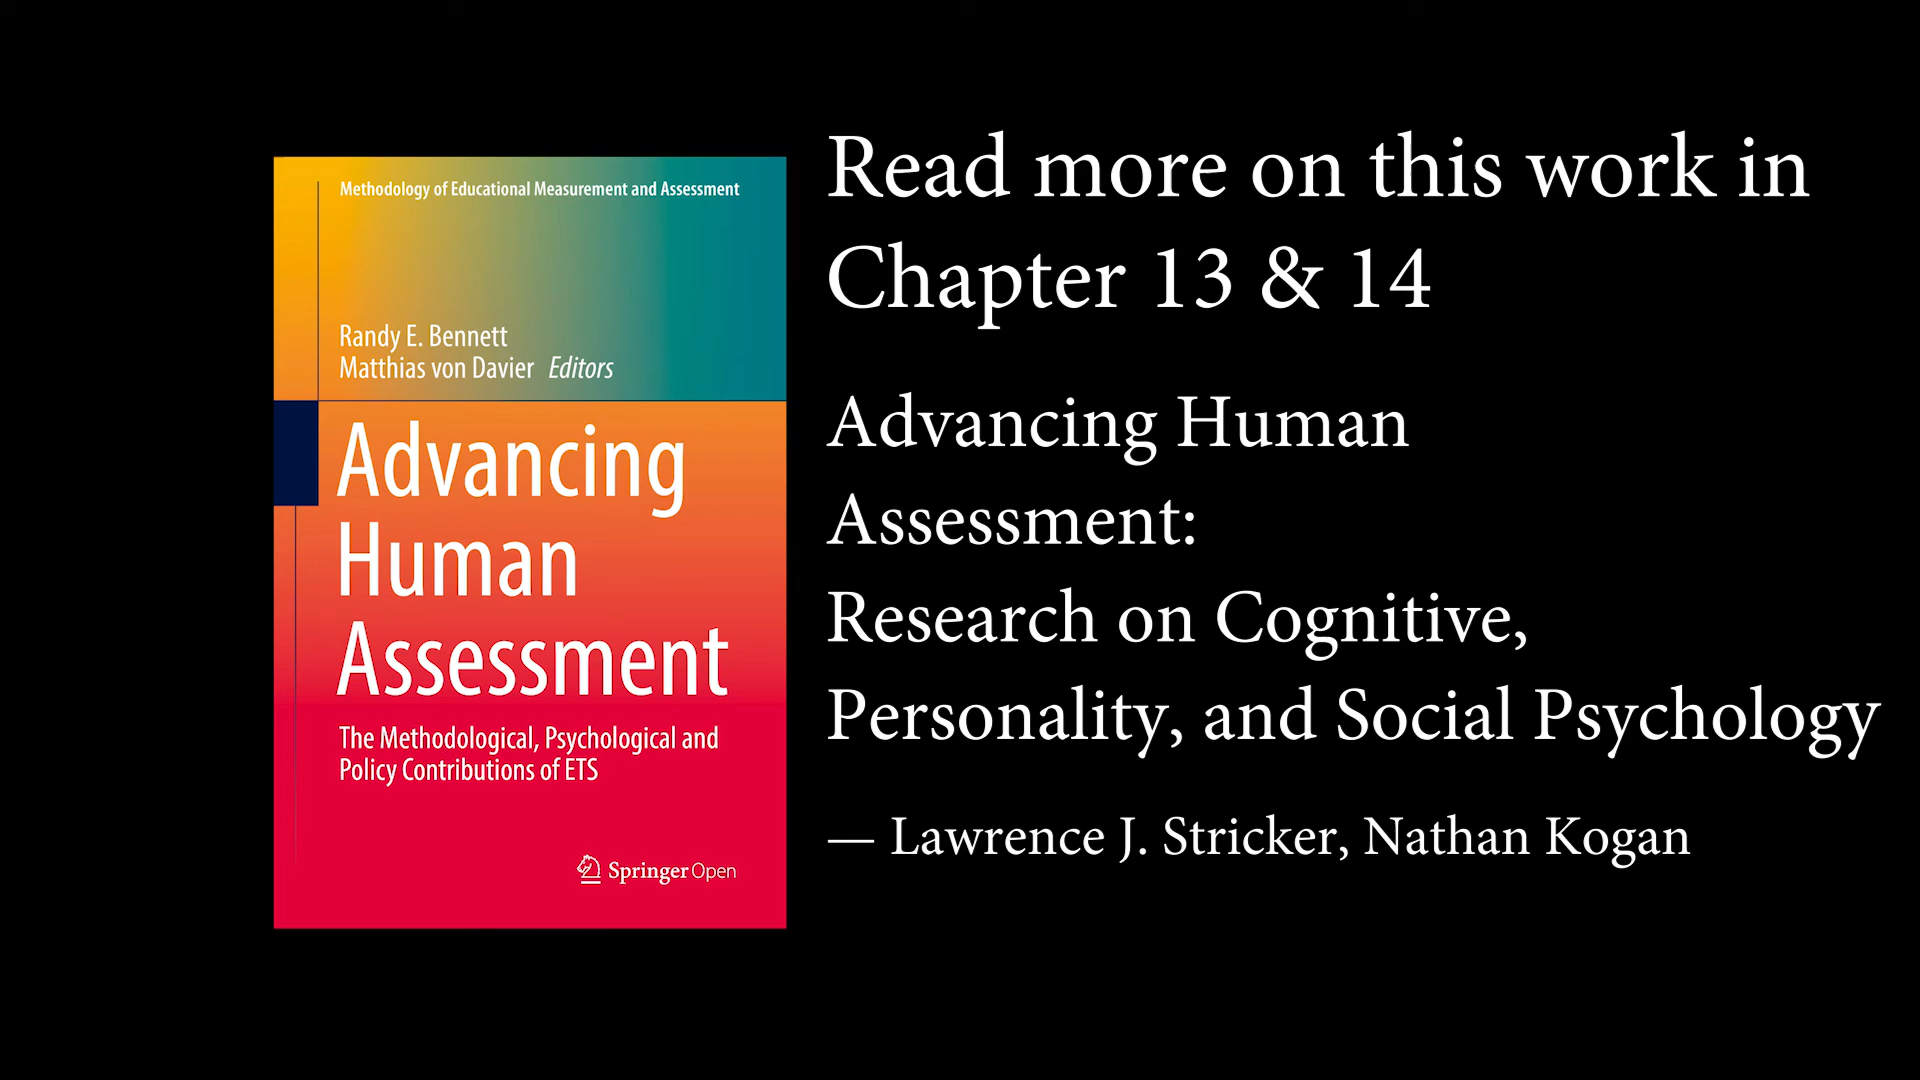 Methodology of Educational Measurement and Assessment
Randy E. Bennett
Matthias von Davier Editors
Advancing
Human
Assessment
The Methodological, Psychological and
Policy Contributions of ETS
Springer Open
Read more on this work in
Chapter 13 & 14
Advancing Human
Assessment:
Research on Cognitive,
Personality, and Social Psychology
— Lawrence J. Stricker, Nathan Kogan